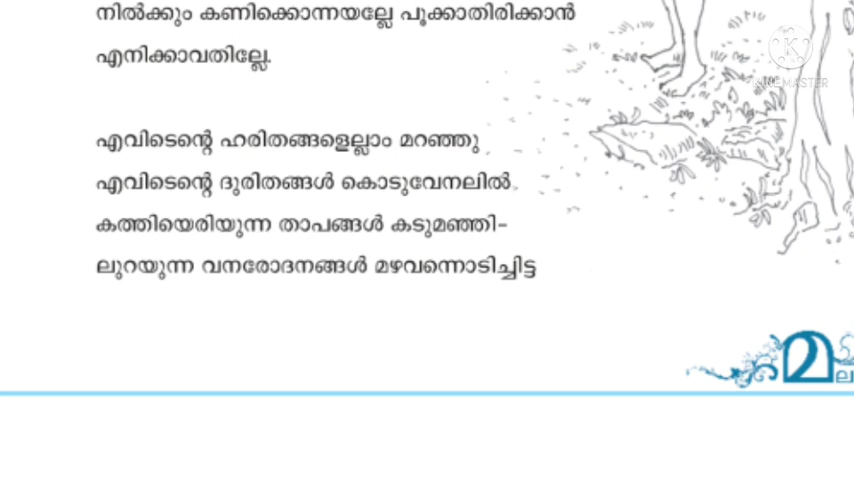 നിൽക്കും കണിക്കൊന്നയല്ലേ പൂക്കാതിരിക്കാൻ
എനിക്കാവതില്ലേ.
എവിടെന്റെ ഹരിതങ്ങളെല്ലാം മറഞ്ഞു
എവിടെന്റെ ദുരിതങ്ങൾ കൊടുവേനലിൽ
കത്തിയെരിയുന്ന താപങ്ങൾ കടുമഞ്ഞി-
ലുറയുന്ന വനരോദനങ്ങൾ മഴവന്നൊടിച്ചിട്ട
KINEMASTER